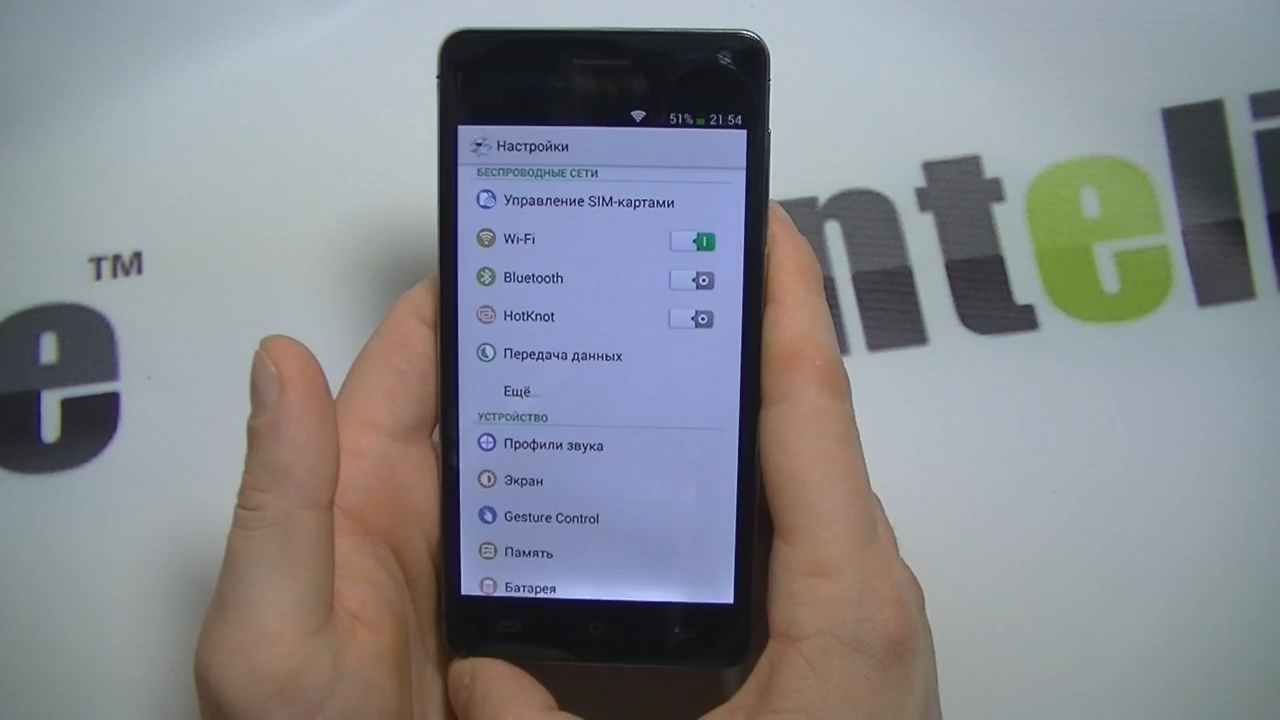 51% 21:54
Настройки
БЕСПРОВОДНЫЕ СЕТИ
Управление SIM-картами
Wi-Fi
Bluetooth
HotKnot
Передача данных
Ещё...
УСТРОЙСТВО
Профили звука
Экран
Gesture Control
Память
Батарея
e
TM
nteli